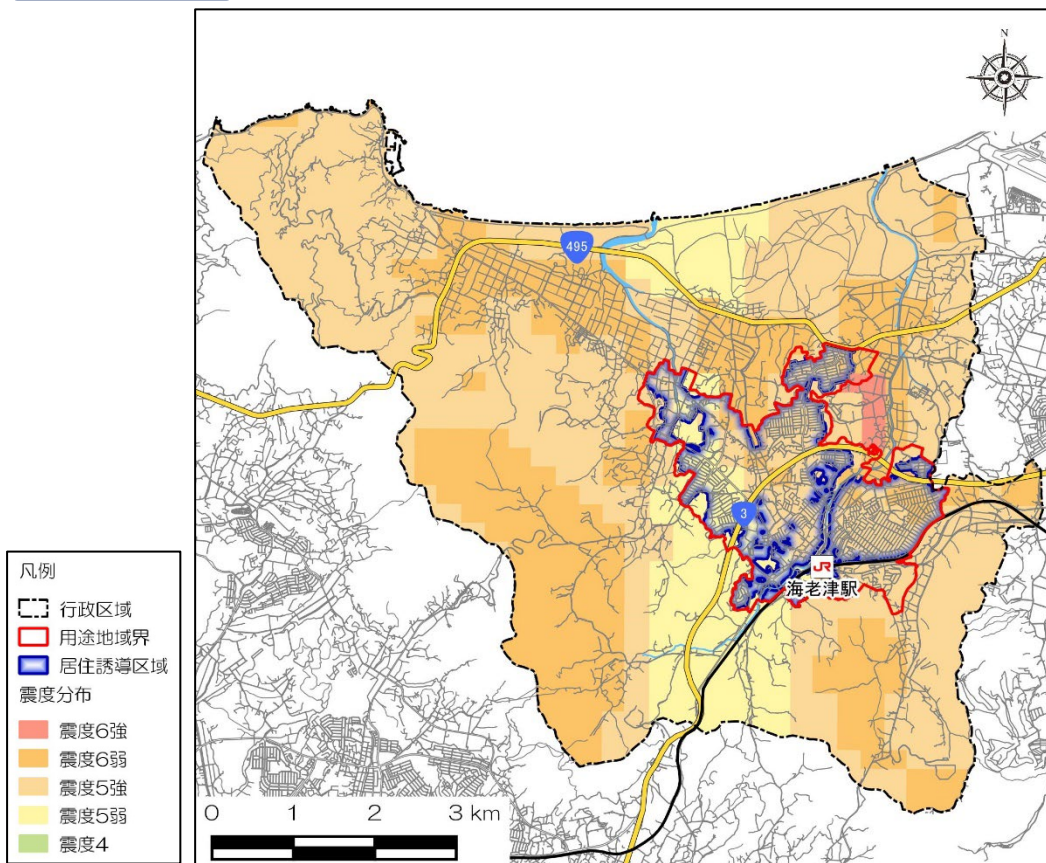 N
495
3
JR
海老津駅
凡例
行政区域
用途地域界
居住誘導区域
震度分布
震度6強
震度6弱
震度5強
震度5弱
震度4
0 1 2 3 km